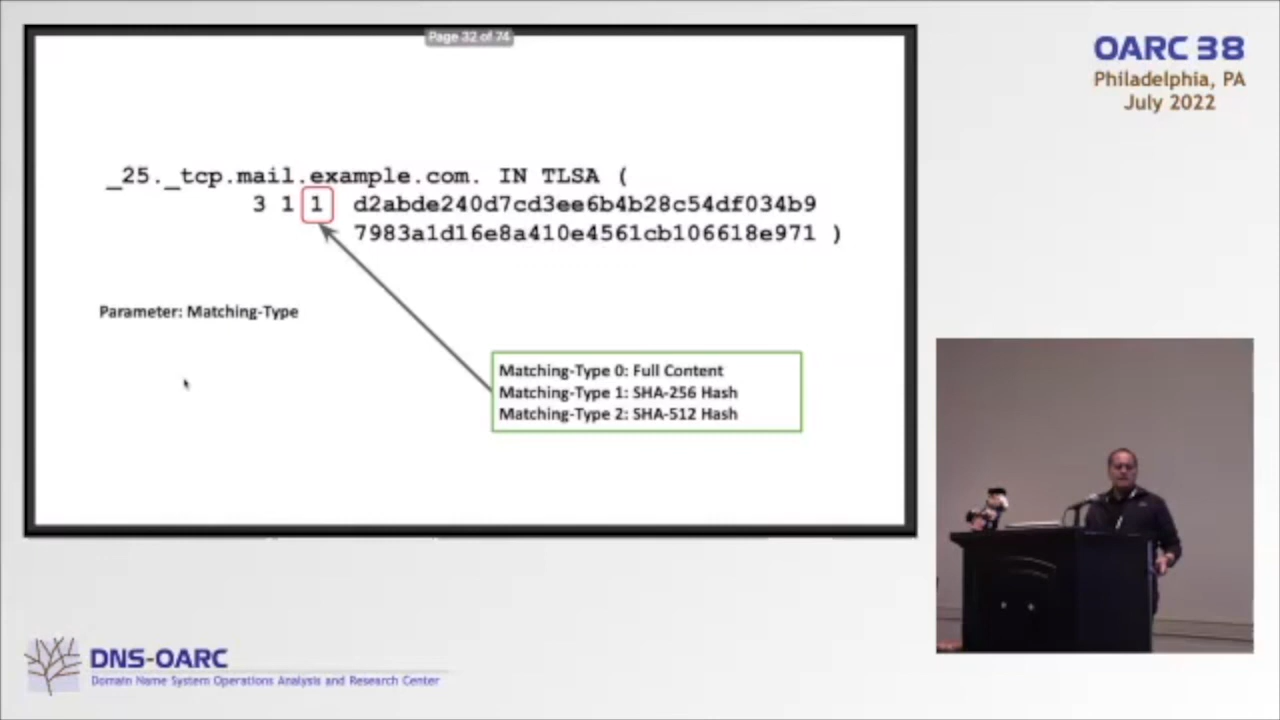 Page 32 of 74
_25._tcp.mail.example.com. IN TLSA (
3 1 1 d2abde240d7cd3ee6b4b28c54df034b9
7983a1d16e8a410e4561cb106618e971 )
Parameter: Matching-Type
Matching-Type 0: Full Content
Matching-Type 1: SHA-256 Hash
Matching-Type 2: SHA-512 Hash
OARC 38
Philadelphia, PA
July 2022
DNS-OARC
Domain Name System Operations Analysis and Research Center